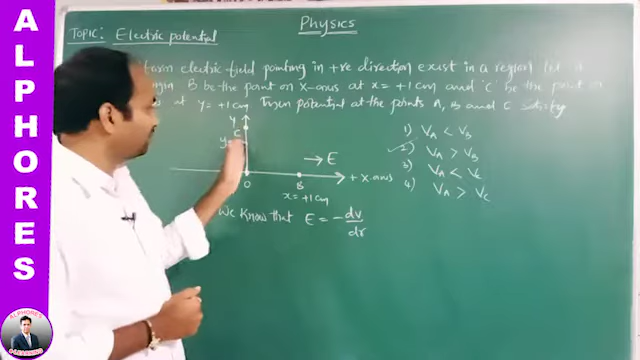 ALPHORES
Physics
TOPIC: Electric potential
form electric field pointing in +ve direction exist in a region let
origin B be the point on x-axis at x = +1 cm and 'C' be the point on
at y = +1 cm Then potential at the points A, B and C satisfy
1) VA < VB
2) VA > VB
3) VA < VC
4) VA > VC
y
C
y=
→ E
O
B
+x-axis
x = +1 cm
We know that E = -dv/dr
ALPHORES